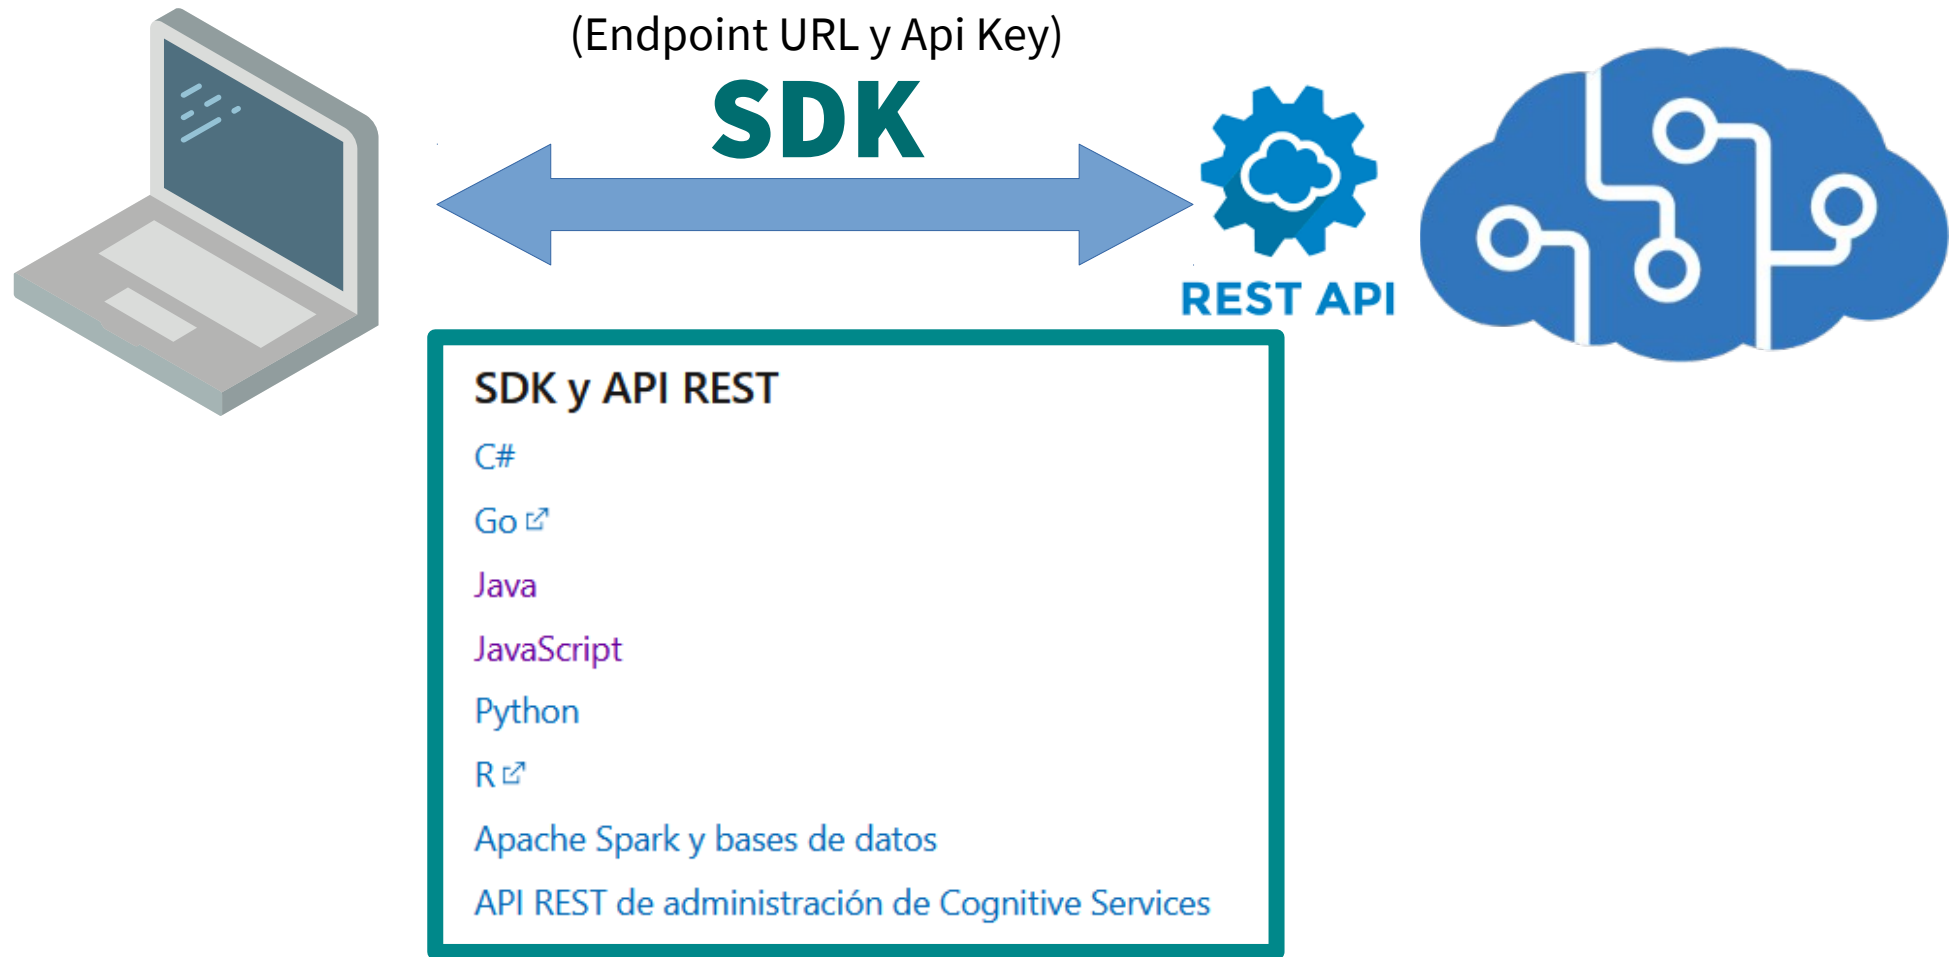 (Endpoint URL y Api Key)
SDK
REST API
SDK y API REST
C#
Go
Java
JavaScript
Python
R
Apache Spark y bases de datos
API REST de administración de Cognitive Services